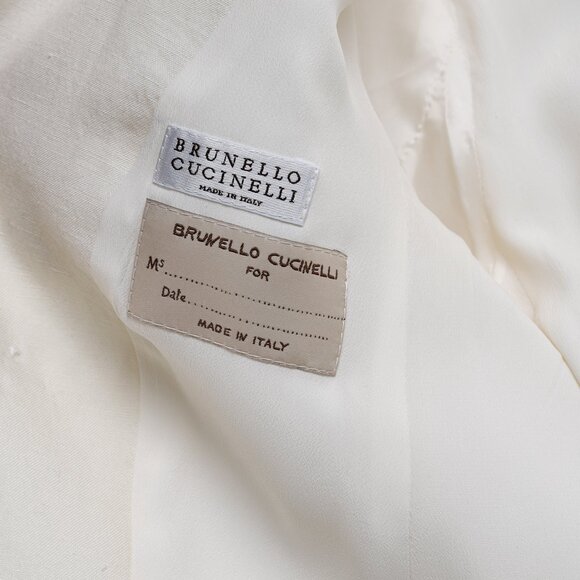 BRUNELLO
CUCINELLI
MADE IN ITALY
BRUNELLO CUCINELLI
FOR
Ms.............................
Date.........................
MADE IN ITALY